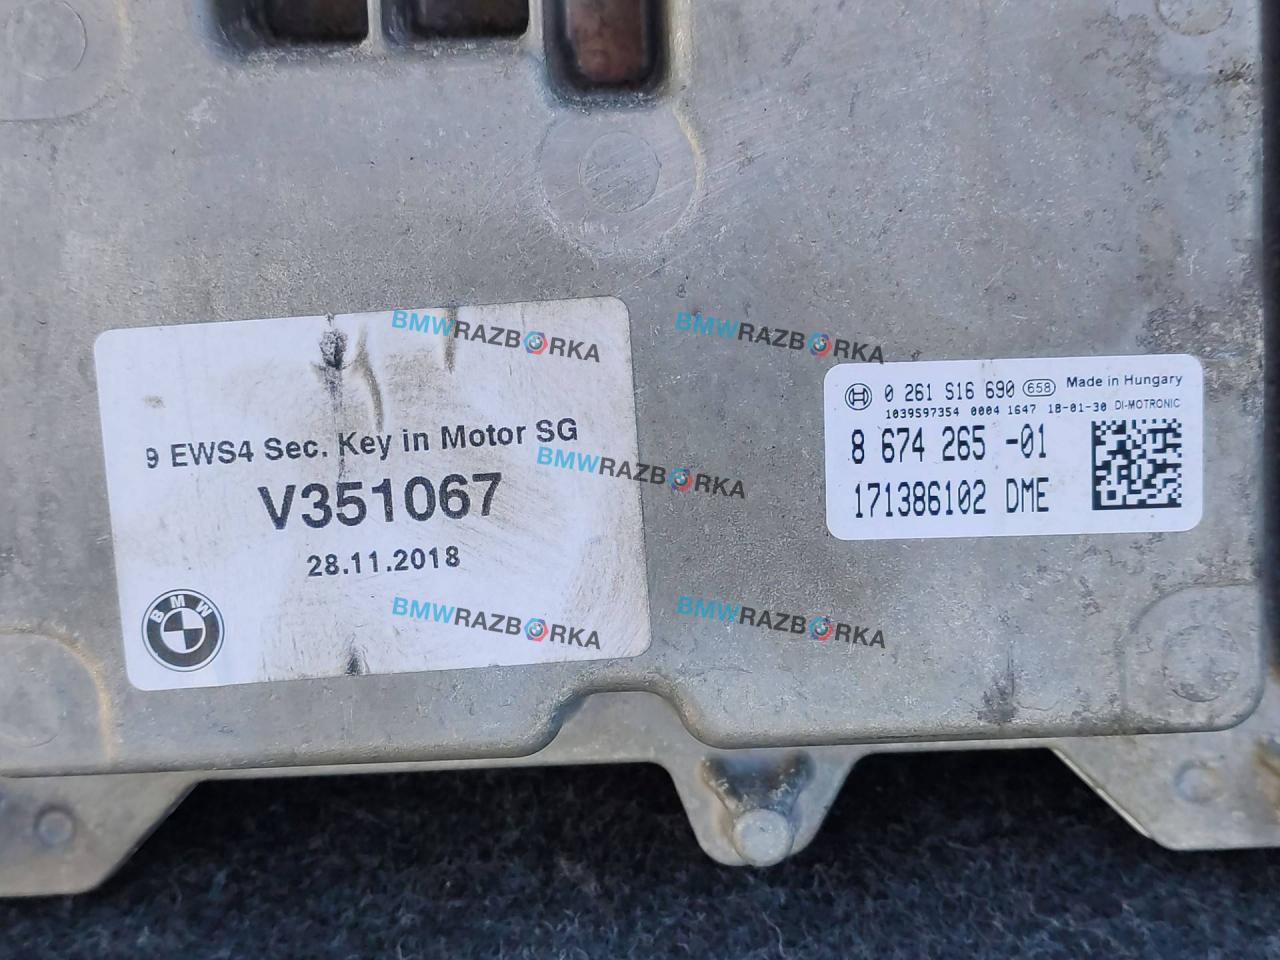 9 EWS4 Sec. Key in Motor SG
V351067
28.11.2018
BMW
0 261 S16 690 658 Made in Hungary
1039S97354 0004 1647 18-01-30 DI-MOTRONIC
8 674 265 -01
171386102 DME
BMWRAZBORKA
BMWRAZBORKA
BMWRAZBORKA
BMWRAZBORKA
BMWRAZBORKA